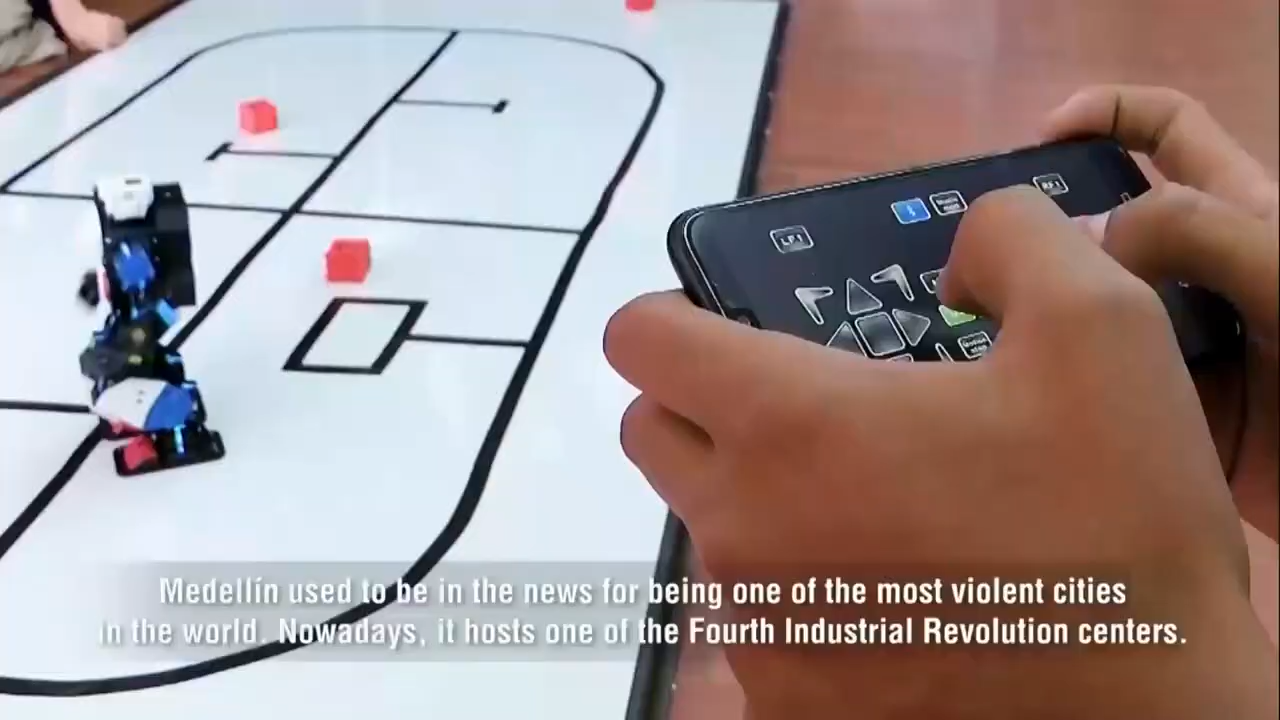 LF1
RF1
Medellín used to be in the news for being one of the most violent cities
in the world. Nowadays, it hosts one of the Fourth Industrial Revolution centers.